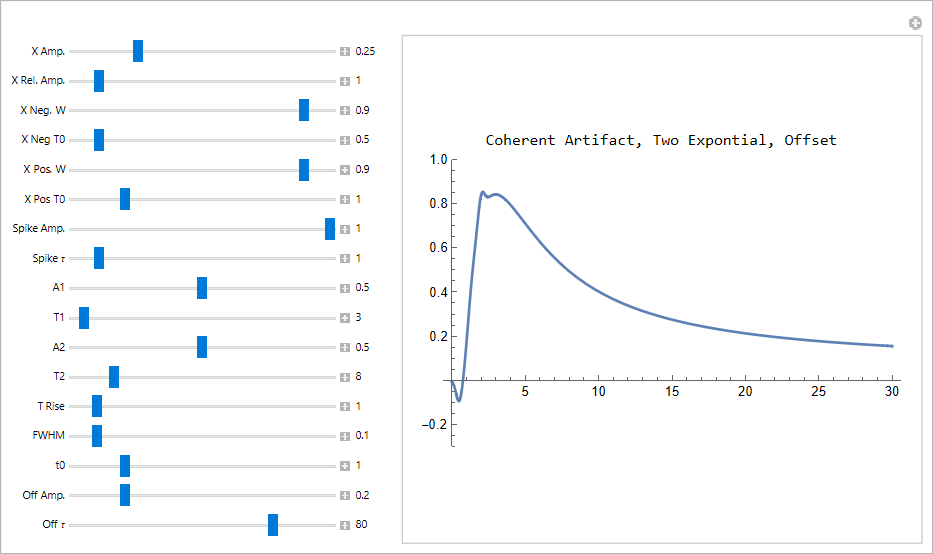 X Amp. 0.25
X Rel. Amp. 1
X Neg. W 0.9
X Neg T0 0.5
X Pos. W 0.9
X Pos T0 1
Spike Amp. 1
Spike τ 1
A1 0.5
T1 3
A2 0.5
T2 8
T Rise 1
FWHM 0.1
t0 1
Off Amp. 0.2
Off τ 80
Coherent Artifact, Two Expontial, Offset
1.0
0.8
0.6
0.4
0.2
5 10 15 20 25 30
−0.2